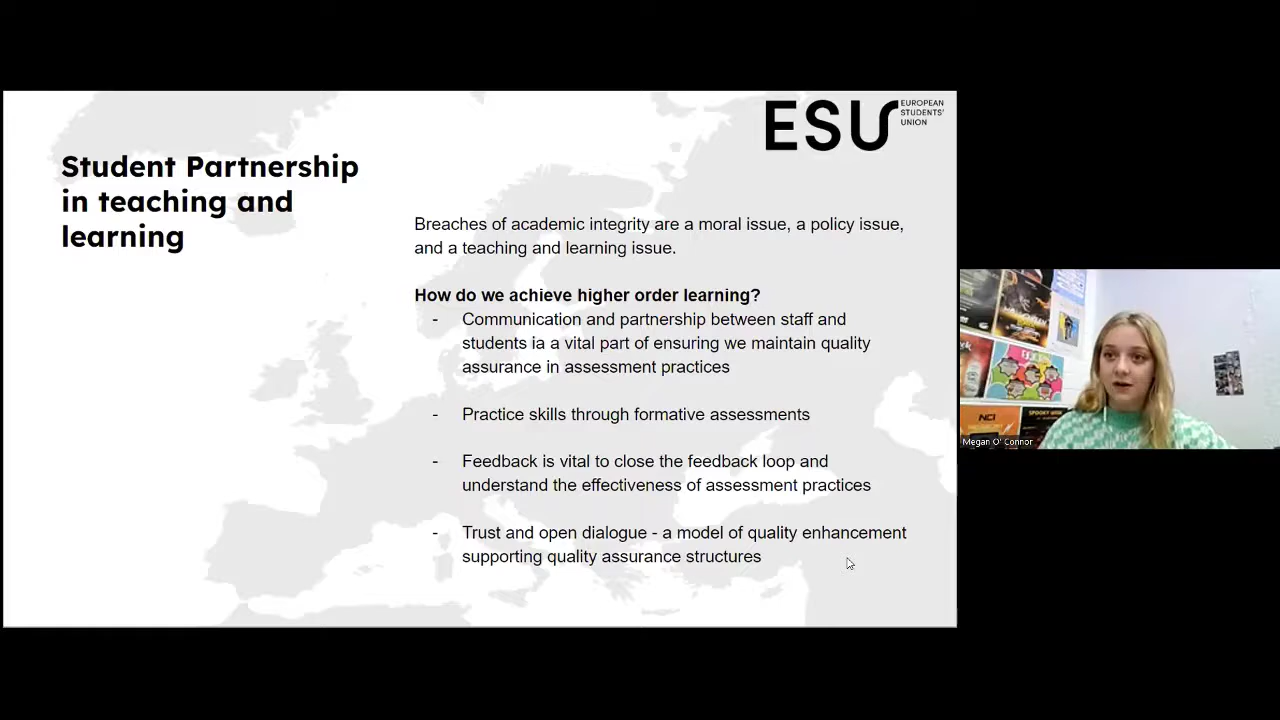 ESU EUROPEAN
STUDENTS'
UNION
Student Partnership
in teaching and
learning
Breaches of academic integrity are a moral issue, a policy issue,
and a teaching and learning issue.
How do we achieve higher order learning?
- Communication and partnership between staff and
students ia a vital part of ensuring we maintain quality
assurance in assessment practices
- Practice skills through formative assessments
- Feedback is vital to close the feedback loop and
understand the effectiveness of assessment practices
- Trust and open dialogue - a model of quality enhancement
supporting quality assurance structures
NCI
SPOOKY WEEK
Megan O' Connor